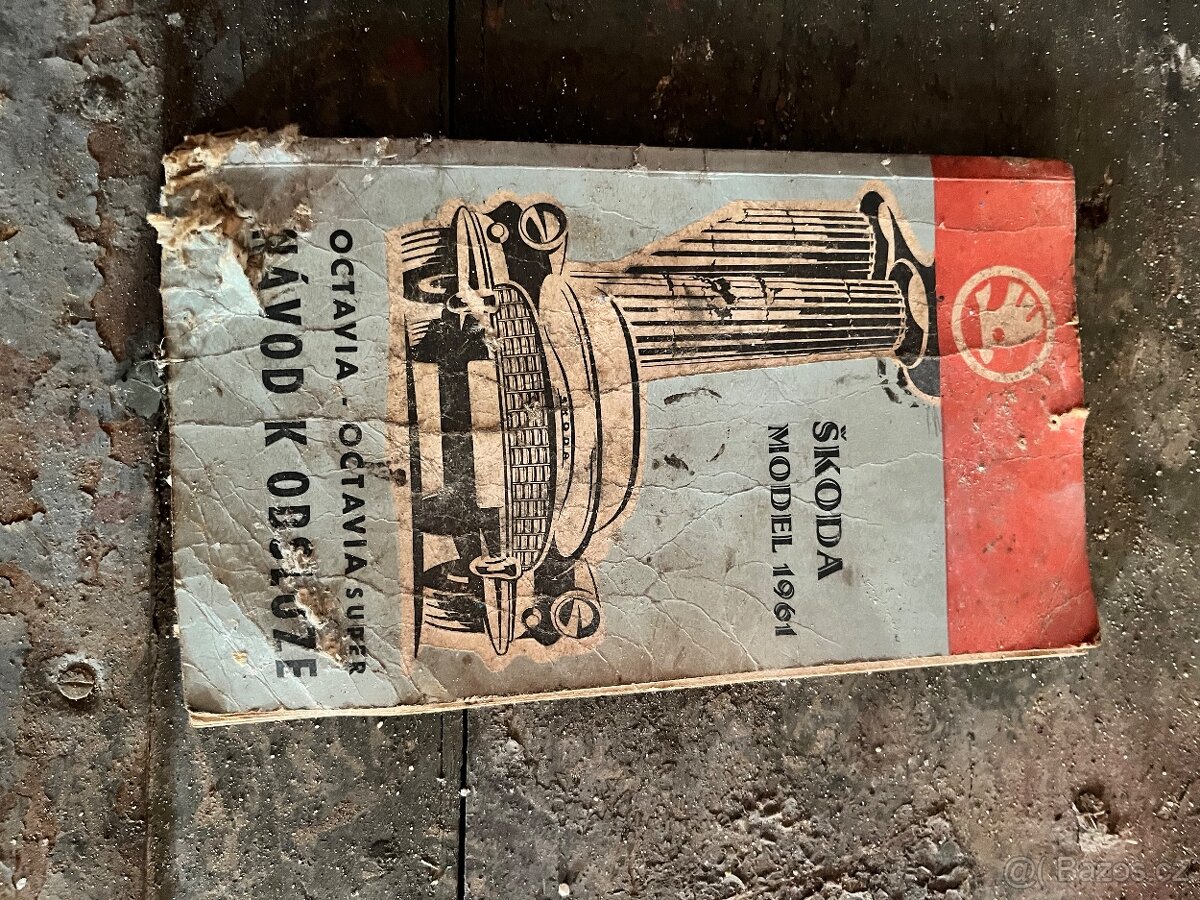 ŠKODA
MODEL 1961
ŠKODA
OCTAVIA - OCTAVIA SUPER
NÁVOD K OBSLUZE
Bazos.cz